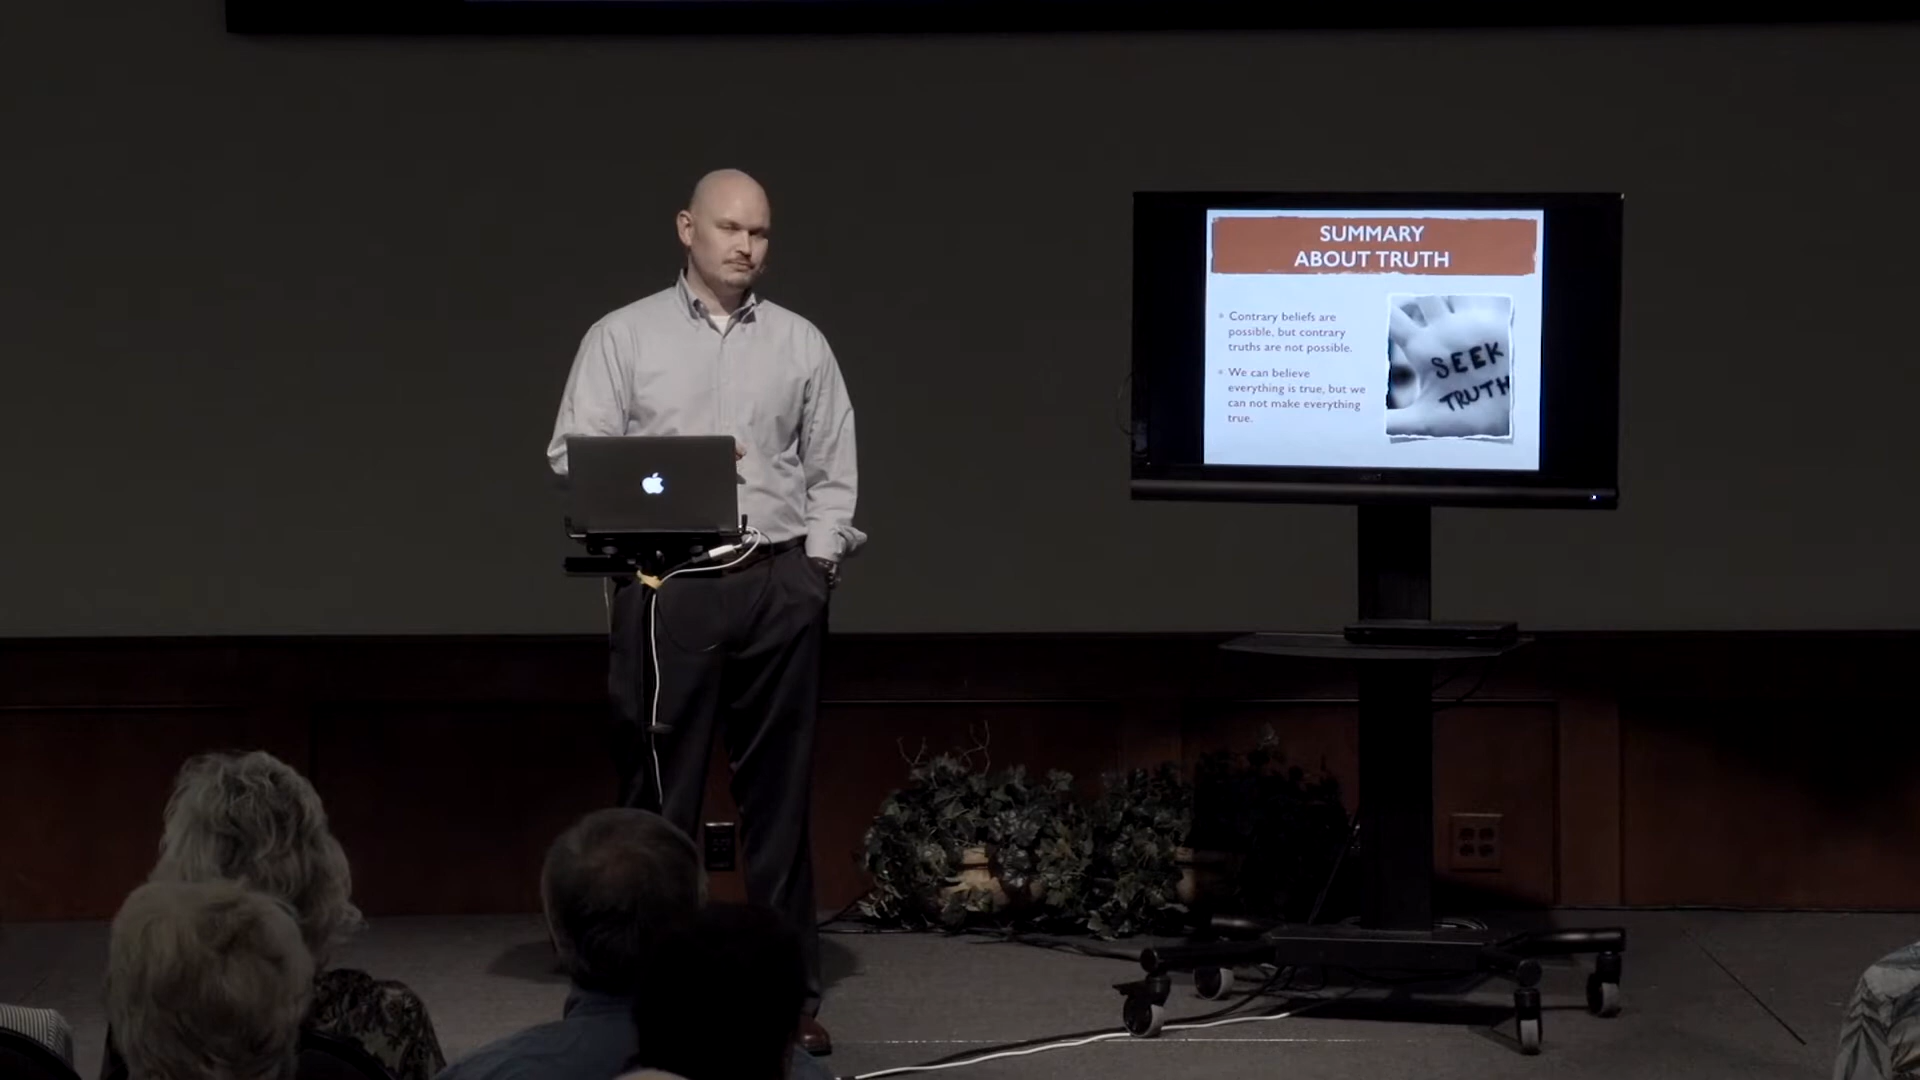 SUMMARY
ABOUT TRUTH
Contrary beliefs are
possible, but contrary
truths are not possible.
We can believe
everything is true, but we
can not make everything
true.
SEEK
TRUTH